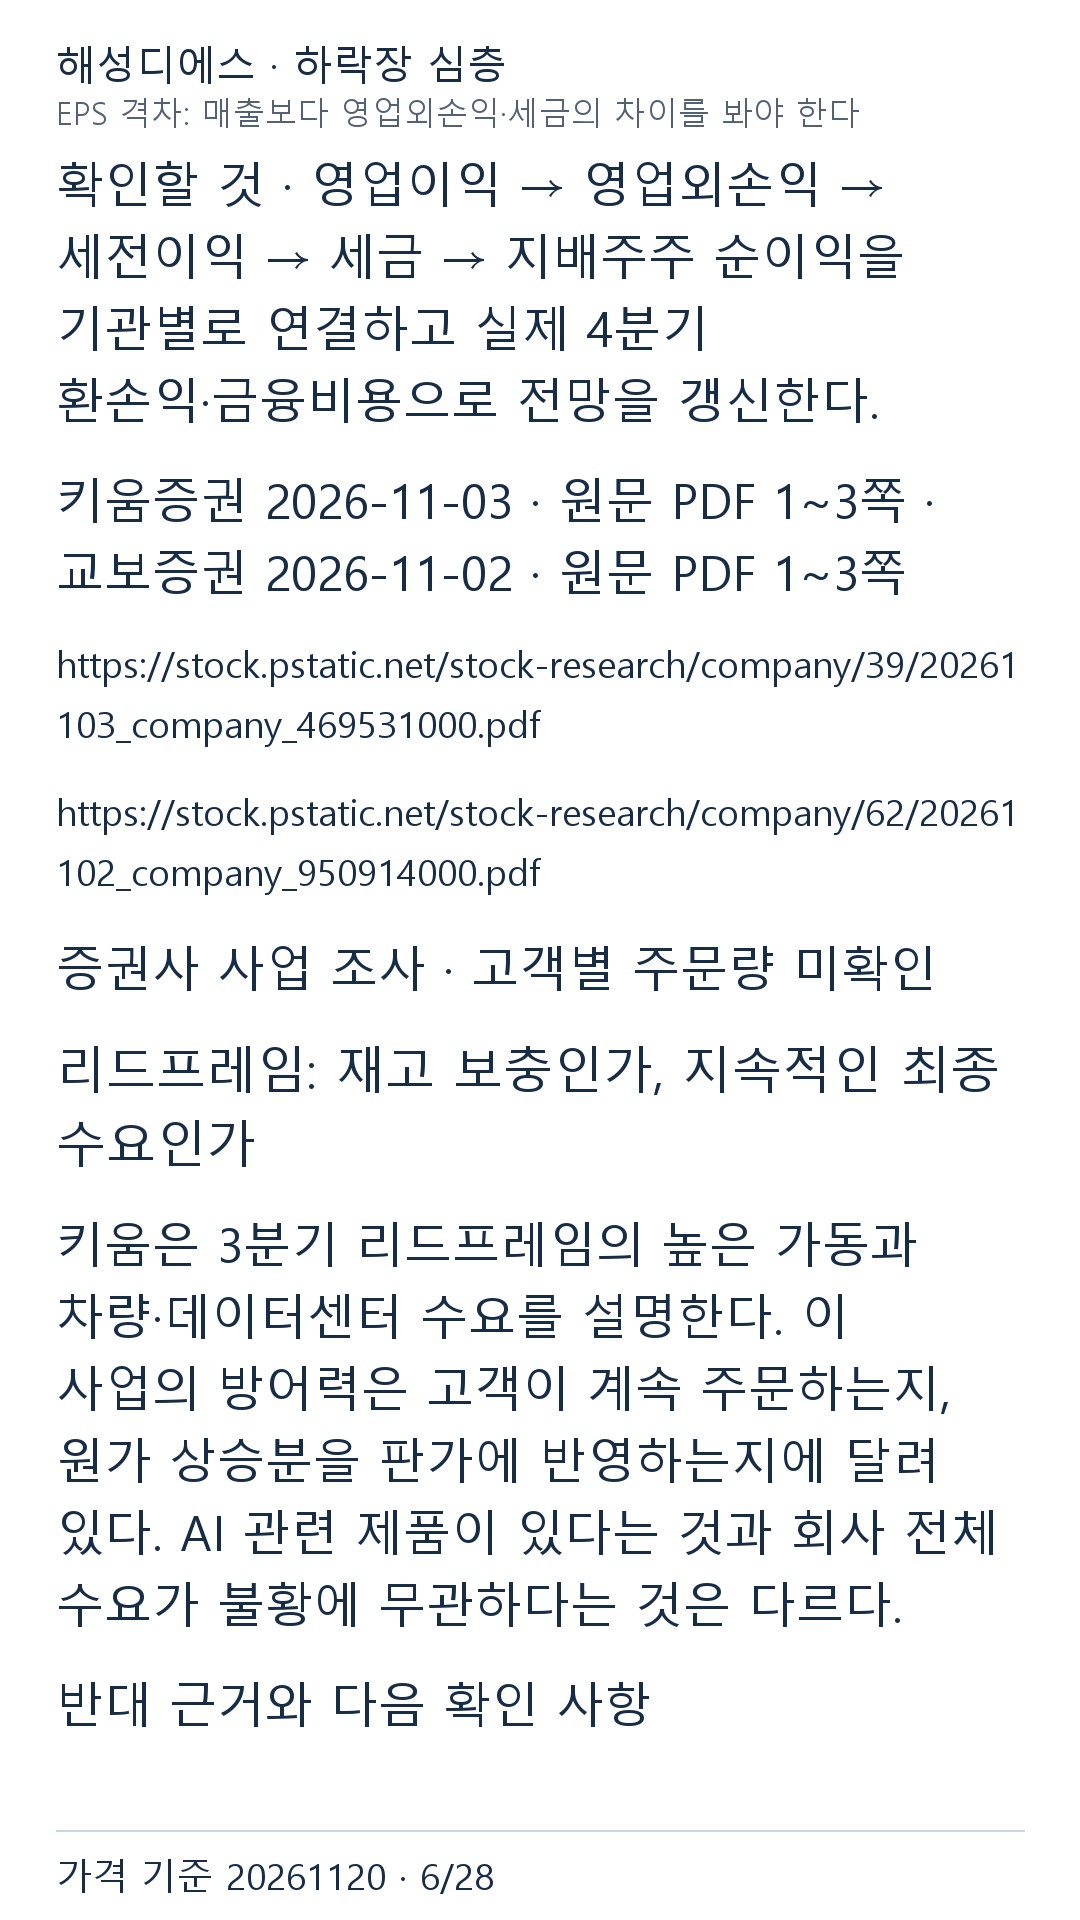 해성디에스 · 하락장 심층
EPS 격차: 매출보다 영업외손익·세금의 차이를 봐야 한다
확인할 것 · 영업이익 → 영업외손익 →
세전이익 → 세금 → 지배주주 순이익을
기관별로 연결하고 실제 4분기
환손익·금융비용으로 전망을 갱신한다.
키움증권 2026-11-03 · 원문 PDF 1~3쪽 ·
교보증권 2026-11-02 · 원문 PDF 1~3쪽
https://stock.pstatic.net/stock-research/company/39/20261
103_company_469531000.pdf
https://stock.pstatic.net/stock-research/company/62/20261
102_company_950914000.pdf
증권사 사업 조사 · 고객별 주문량 미확인
리드프레임: 재고 보충인가, 지속적인 최종
수요인가
키움은 3분기 리드프레임의 높은 가동과
차량·데이터센터 수요를 설명한다. 이
사업의 방어력은 고객이 계속 주문하는지,
원가 상승분을 판가에 반영하는지에 달려
있다. AI 관련 제품이 있다는 것과 회사 전체
수요가 불황에 무관하다는 것은 다르다.
반대 근거와 다음 확인 사항
가격 기준 20261120 · 6/28